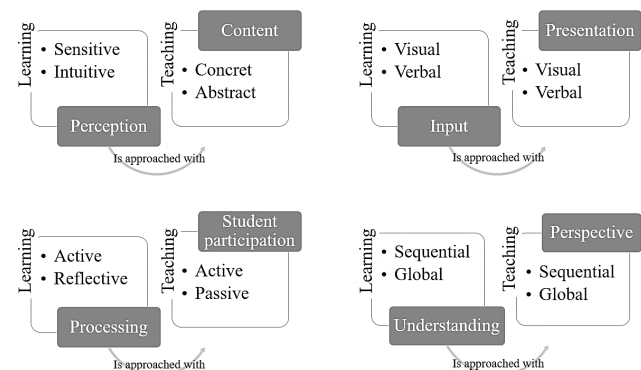 Learning
Sensitive
Intuitive
Perception
Teaching
Content
Concret
Abstract
Is approached with
Learning
Visual
Verbal
Input
Teaching
Presentation
Visual
Verbal
Is approached with
Learning
Active
Reflective
Processing
Teaching
Student
participation
Active
Passive
Is approached with
Learning
Sequential
Global
Understanding
Teaching
Perspective
Sequential
Global
Is approached with